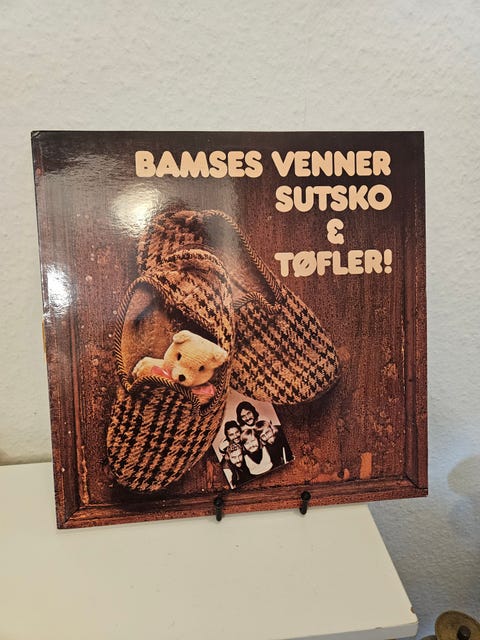 BAMSES VENNER
SUTSKO
&
TØFLER!